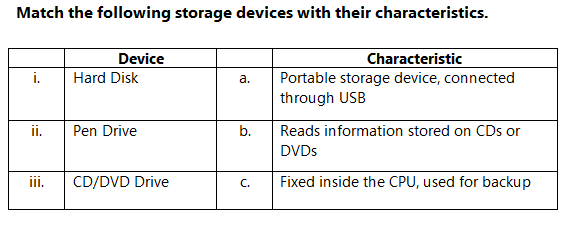 Match the following storage devices with their characteristics.
Device Characteristic
i. Hard Disk a. Portable storage device, connected
through USB
ii. Pen Drive b. Reads information stored on CDs or
DVDs
iii. CD/DVD Drive c. Fixed inside the CPU, used for backup